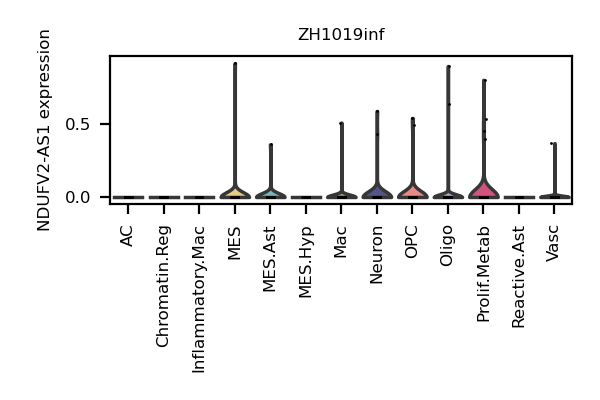 ZH1019inf
NDUFV2-AS1 expression
0.5
0.0
AC
Chromatin.Reg
Inflammatory.Mac
MES
MES.Ast
MES.Hyp
Mac
Neuron
OPC
Oligo
Prolif.Metab
Reactive.Ast
Vasc